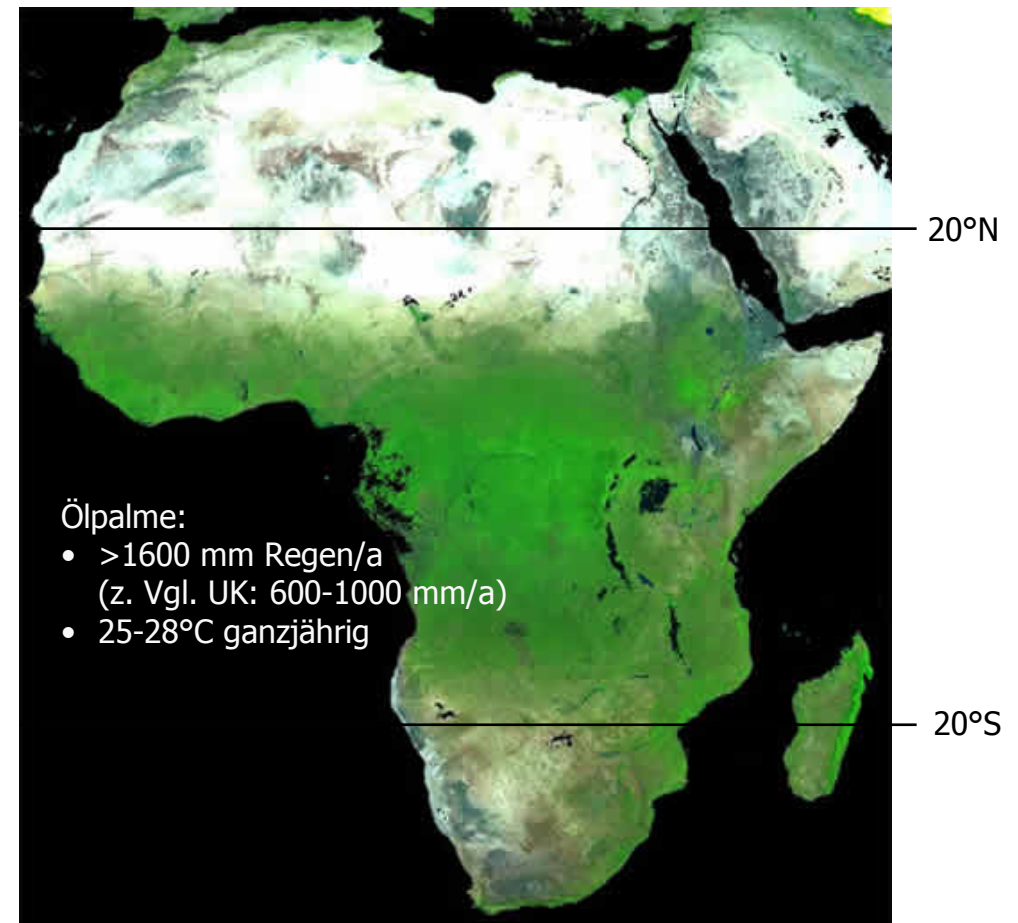 20°N
Ölpalme:
• >1600 mm Regen/a
(z. Vgl. UK: 600-1000 mm/a)
• 25-28°C ganzjährig
20°S